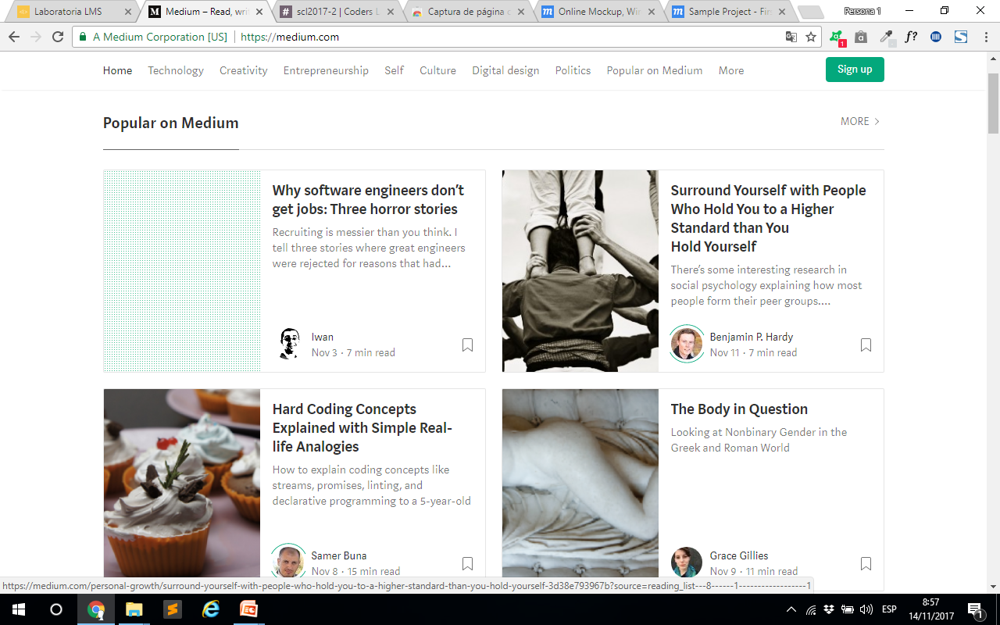 Laboratoria LMS
Medium – Read, wri
scl2017-2 | Coders L
Captura de página c
Online Mockup, Wir
Sample Project - Fin
Persona 1
A Medium Corporation [US]
https://medium.com
1
f?
Home
Technology
Creativity
Entrepreneurship
Self
Culture
Digital design
Politics
Popular on Medium
More
Sign up
Popular on Medium
MORE
Why software engineers don’t
get jobs: Three horror stories
Recruiting is messier than you think. I
tell three stories where great engineers
were rejected for reasons that had…
Iwan
Nov 3 · 7 min read
Surround Yourself with People
Who Hold You to a Higher
Standard than You
Hold Yourself
There’s some interesting research in
social psychology explaining how most
people form their peer groups.…
Benjamin P. Hardy
Nov 11 · 7 min read
Hard Coding Concepts
Explained with Simple Real-
life Analogies
How to explain coding concepts like
streams, promises, linting, and
declarative programming to a 5-year-old
Samer Buna
Nov 8 · 15 min read
The Body in Question
Looking at Nonbinary Gender in the
Greek and Roman World
Grace Gillies
Nov 9 · 11 min read
https://medium.com/personal-growth/surround-yourself-with-people-who-hold-you-to-a-higher-standard-than-you-hold-yourself-3d38e793967b?source=reading_list---8------1------------------1
ESP
8:57
14/11/2017
1